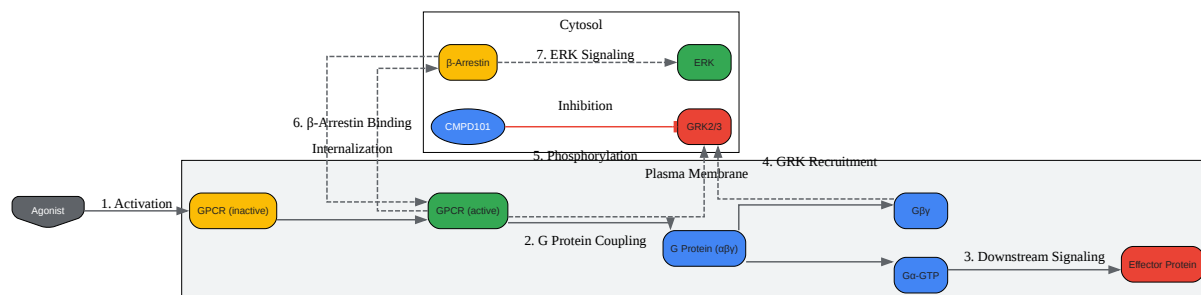 Cytosol
β-Arrestin
7. ERK Signaling
ERK
Inhibition
CMPD101
GRK2/3
6. β-Arrestin Binding
Internalization
5. Phosphorylation
4. GRK Recruitment
Plasma Membrane
Agonist
1. Activation
GPCR (inactive)
GPCR (active)
Gβγ
2. G Protein Coupling
G Protein (αβγ)
3. Downstream Signaling
Gα-GTP
Effector Protein